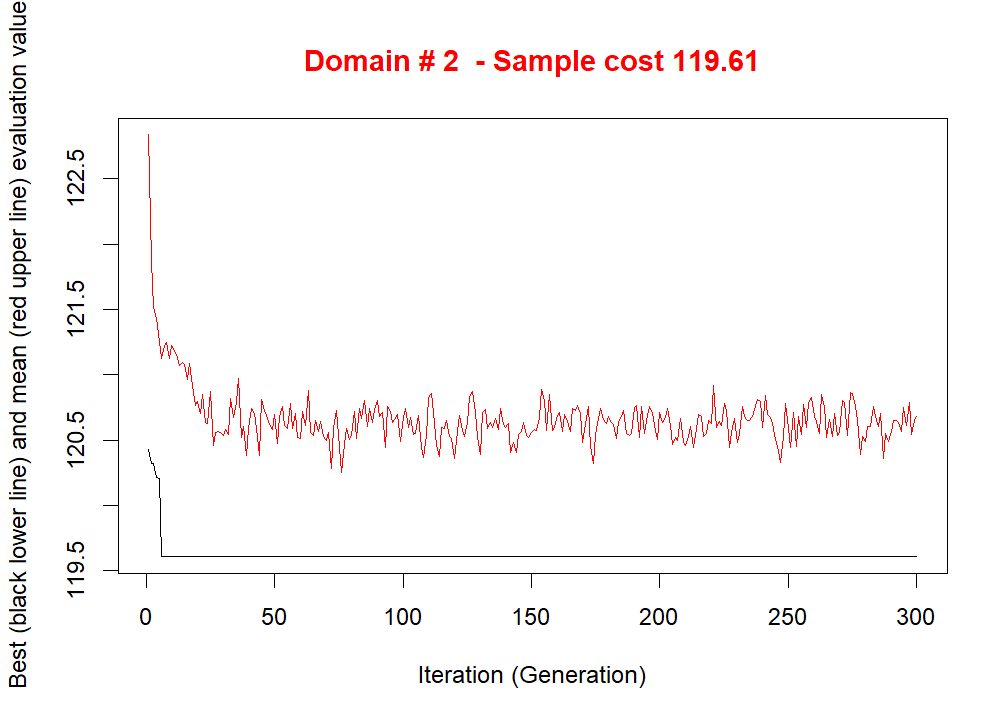 Domain # 2  - Sample cost 119.61
Best (black lower line) and mean (red upper line) evaluation value
122.5
121.5
120.5
119.5
0 50 100 150 200 250 300
Iteration (Generation)